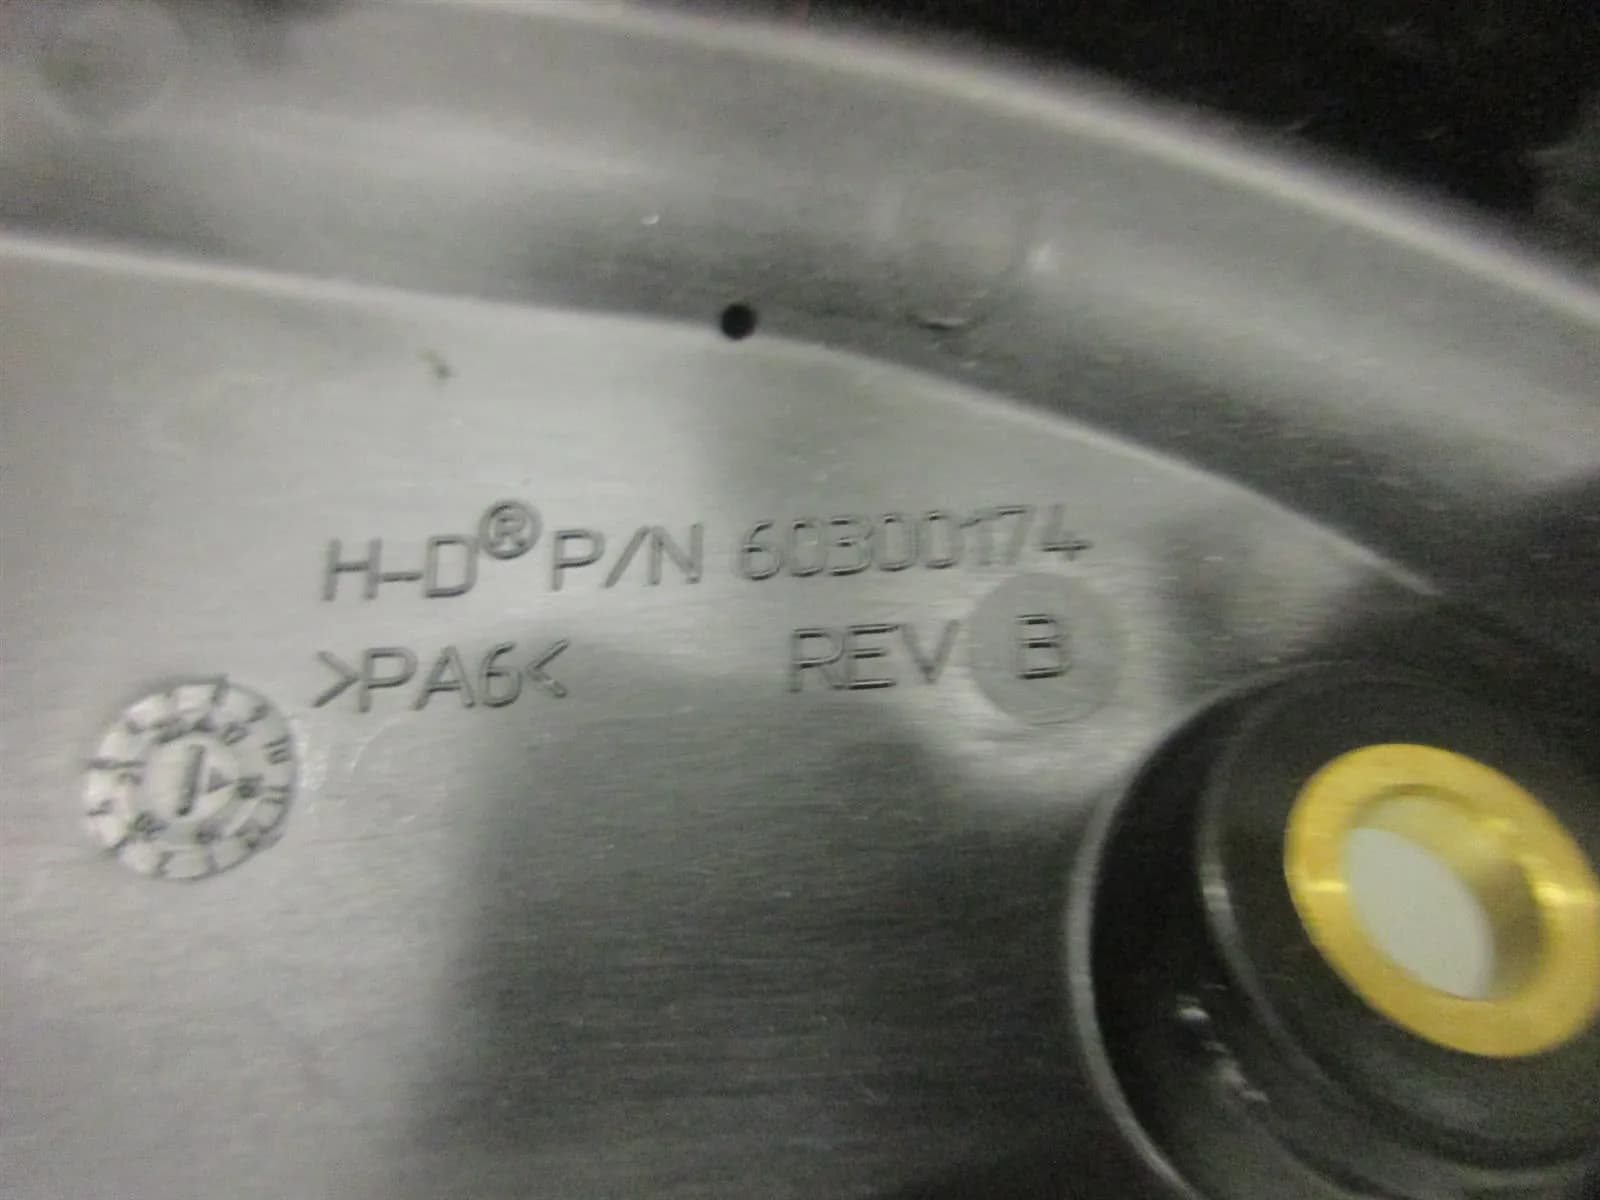 H-D® P/N 60300174
>PA6< REV B